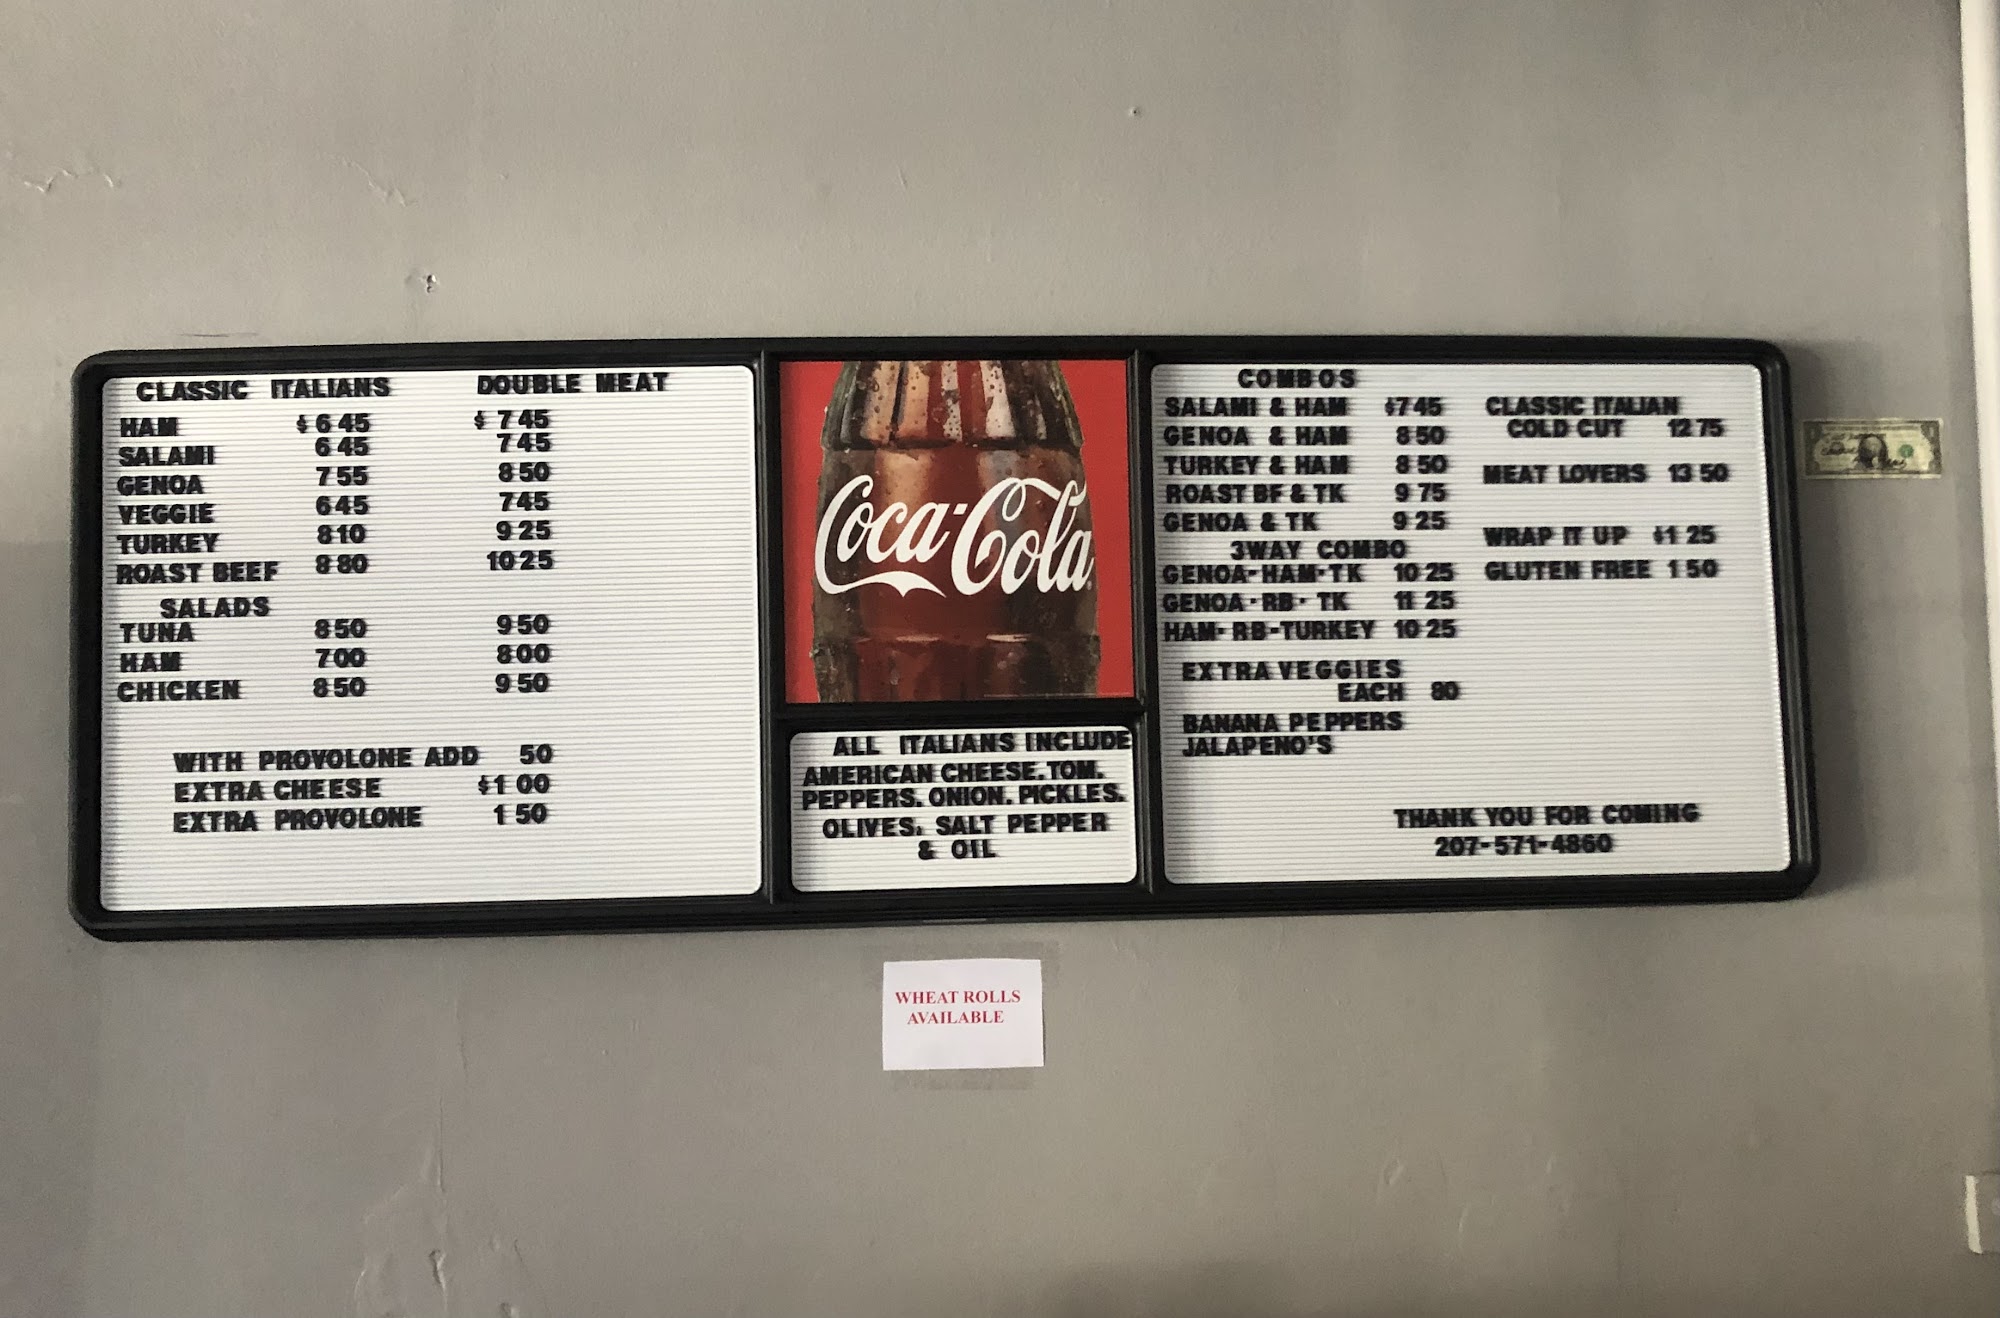 CLASSIC ITALIANS DOUBLE MEAT
HAM $6 45 $7 45
SALAMI 6 45 7 45
GENOA 7 55 8 50
VEGGIE 6 45 7 45
TURKEY 8 10 9 25
ROAST BEEF 8 80 10 25
SALADS
TUNA 8 50 9 50
HAM 7 00 8 00
CHICKEN 8 50 9 50
WITH PROVOLONE ADD 50
EXTRA CHEESE $1 00
EXTRA PROVOLONE 1 50
Coca-Cola
ALL ITALIANS INCLUDE
AMERICAN CHEESE. TOM.
PEPPERS. ONION. PICKLES.
OLIVES. SALT PEPPER
& OIL
COMBOS
SALAMI & HAM $7 45
GENOA & HAM 8 50
TURKEY & HAM 8 50
ROAST BF & TK 9 75
GENOA & TK 9 25
3WAY COMBO
GENOA-HAM-TK 10 25
GENOA-RB-TK 11 25
HAM-RB-TURKEY 10 25
EXTRA VEGGIES
EACH 80
BANANA PEPPERS
JALAPENO'S
CLASSIC ITALIAN
COLD CUT 12 75
MEAT LOVERS 13 50
WRAP IT UP $1 25
GLUTEN FREE 1 50
THANK YOU FOR COMING
207-571-4860
WHEAT ROLLS
AVAILABLE